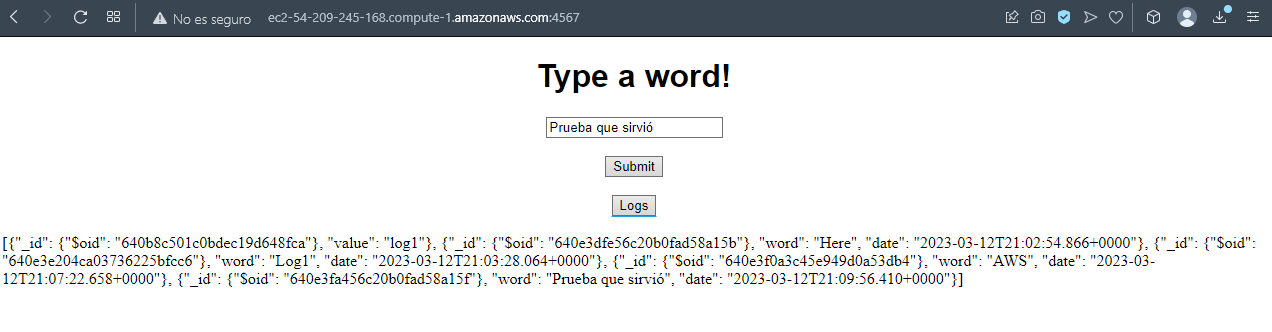 No es seguro ec2-54-209-245-168.compute-1.amazonaws.com:4567
Type a word!
Prueba que sirvió
Submit
Logs
[{"_id": {"$oid": "640b8c501c0bdec19d648fca"}, "value": "log1"}, {"_id": {"$oid": "640e3dfe56c20b0fad58a15b"}, "word": "Here", "date": "2023-03-12T21:02:54.866+0000"}, {"_id": {"$oid":
"640e3e204ca03736225bfcc6"}, "word": "Log1", "date": "2023-03-12T21:03:28.064+0000"}, {"_id": {"$oid": "640e3f0a3c45e949d0a53db4"}, "word": "AWS", "date": "2023-03-
12T21:07:22.658+0000"}, {"_id": {"$oid": "640e3fa456c20b0fad58a15f"}, "word": "Prueba que sirvió", "date": "2023-03-12T21:09:56.410+0000"}]